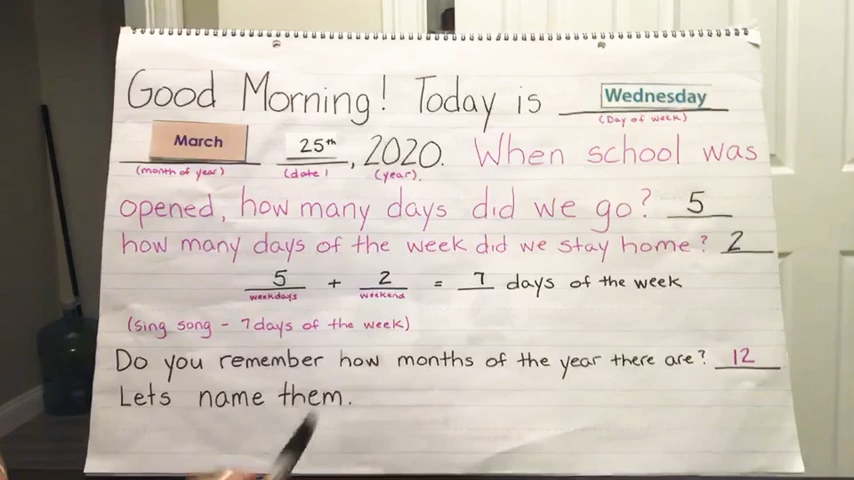 Good Morning! Today is Wednesday
(Day of week)
March 25th, 2020. When school was
(month of year) (date) (year).
opened, how many days did we go? 5
how many days of the week did we stay home? 2
5 + 2 = 7 days of the week
weekdays weekend
(sing song - 7 days of the week)
Do you remember how months of the year there are? 12
Lets name them.